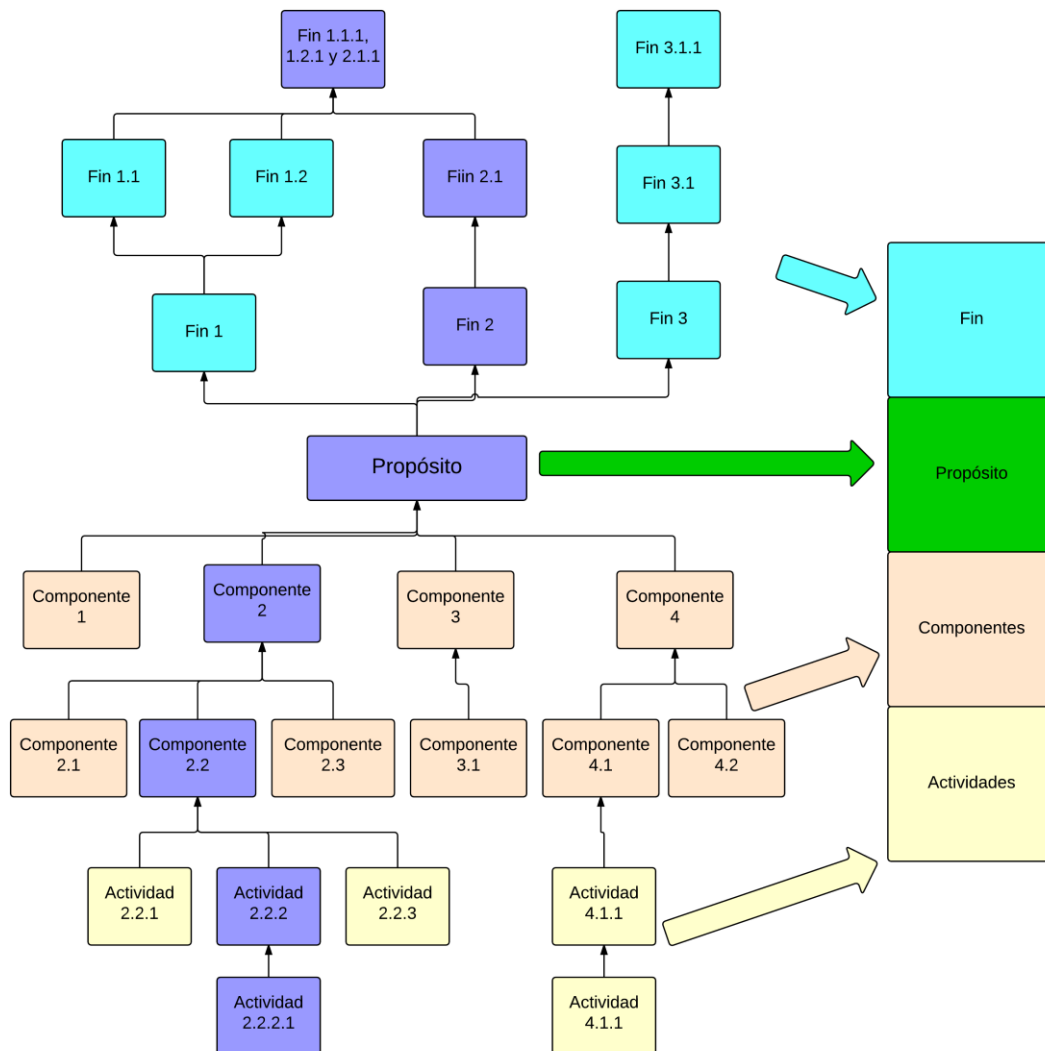 Fin 1.1.1,
1.2.1 y 2.1.1
Fin 3.1.1
Fin 1.1
Fin 1.2
Fiin 2.1
Fin 3.1
Fin 1
Fin 2
Fin 3
Fin
Propósito
Propósito
Componente
1
Componente
2
Componente
3
Componente
4
Componentes
Componente
2.1
Componente
2.2
Componente
2.3
Componente
3.1
Componente
4.1
Componente
4.2
Actividades
Actividad
2.2.1
Actividad
2.2.2
Actividad
2.2.3
Actividad
4.1.1
Actividad
2.2.2.1
Actividad
4.1.1